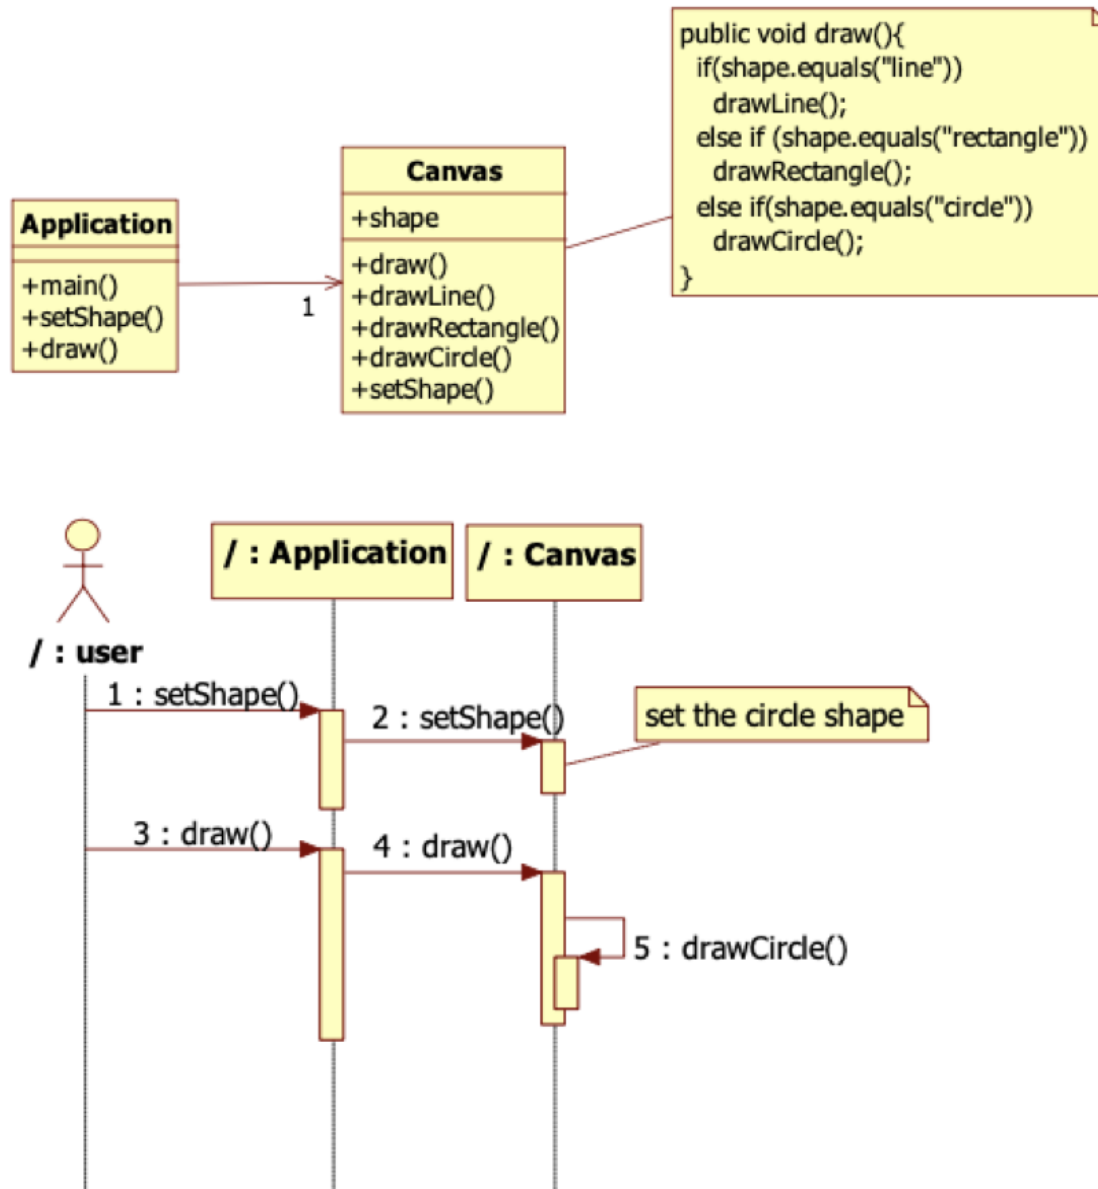 Application
+main()
+setShape()
+draw()
1
Canvas
+shape
+draw()
+drawLine()
+drawRectangle()
+drawCircle()
+setShape()
public void draw(){
if(shape.equals("line"))
drawLine();
else if (shape.equals("rectangle"))
drawRectangle();
else if(shape.equals("circle"))
drawCircle();
}
/ : user
/ : Application
/ : Canvas
1 : setShape()
2 : setShape()
set the circle shape
3 : draw()
4 : draw()
5 : drawCircle()